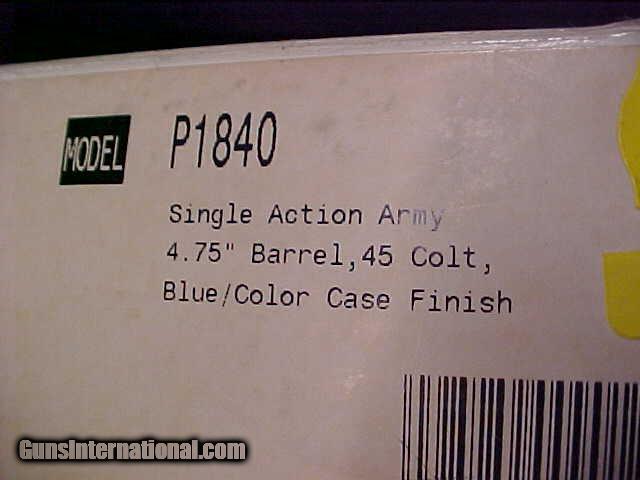 MODEL P1840
Single Action Army
4.75" Barrel,45 Colt,
Blue/Color Case Finish
GunsInternational.com